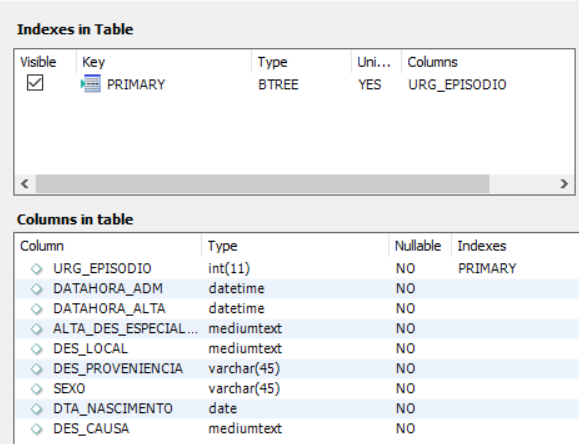 Indexes in Table
Visible Key Type Uni... Columns
PRIMARY BTREE YES URG_EPISODIO
Columns in table
Column Type Nullable Indexes
URG_EPISODIO int(11) NO PRIMARY
DATAHORA_ADM datetime NO
DATAHORA_ALTA datetime NO
ALTA_DES_ESPECIAL... mediumtext NO
DES_LOCAL mediumtext NO
DES_PROVENIENCIA varchar(45) NO
SEXO varchar(45) NO
DTA_NASCIMENTO date NO
DES_CAUSA mediumtext NO